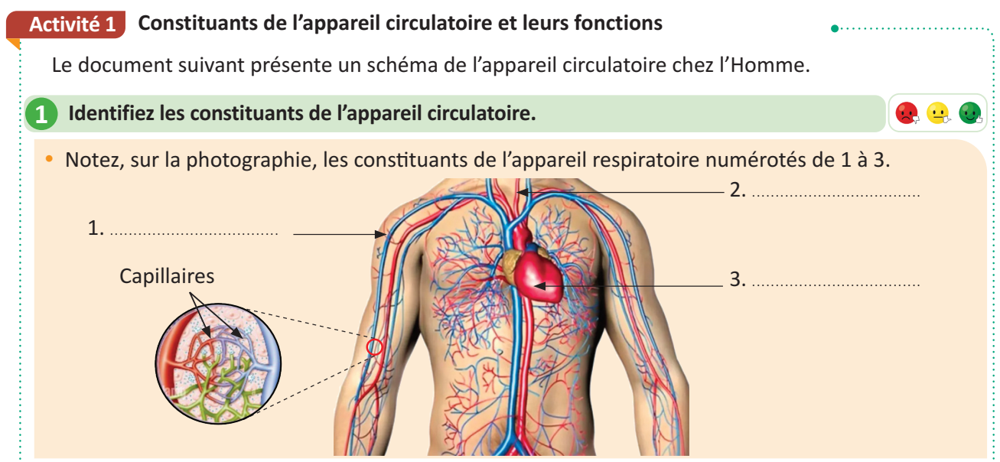 Activité 1 Constituants de l'appareil circulatoire et leurs fonctions
Le document suivant présente un schéma de l'appareil circulatoire chez l'Homme.
1 Identifiez les constituants de l'appareil circulatoire.
• Notez, sur la photographie, les constituants de l'appareil respiratoire numérotés de 1 à 3.
2. ................................
1. ................................
Capillaires
3. ................................